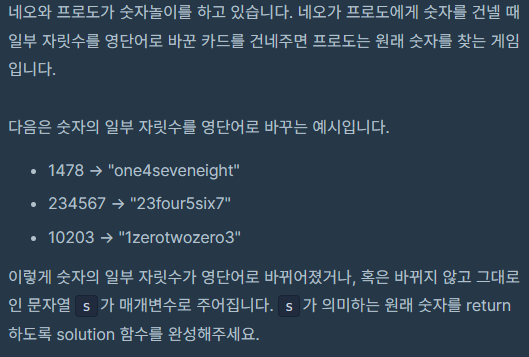 네오와 프로도가 숫자놀이를 하고 있습니다. 네오가 프로도에게 숫자를 건넬 때
일부 자릿수를 영단어로 바꾼 카드를 건네주면 프로도는 원래 숫자를 찾는 게임
입니다.
다음은 숫자의 일부 자릿수를 영단어로 바꾸는 예시입니다.
• 1478 → "one4seveneight"
• 234567 → "23four5six7"
• 10203 → "1zerotwozero3"
이렇게 숫자의 일부 자릿수가 영단어로 바뀌어졌거나, 혹은 바뀌지 않고 그대로
인 문자열 s 가 매개변수로 주어집니다. s 가 의미하는 원래 숫자를 return
하도록 solution 함수를 완성해주세요.